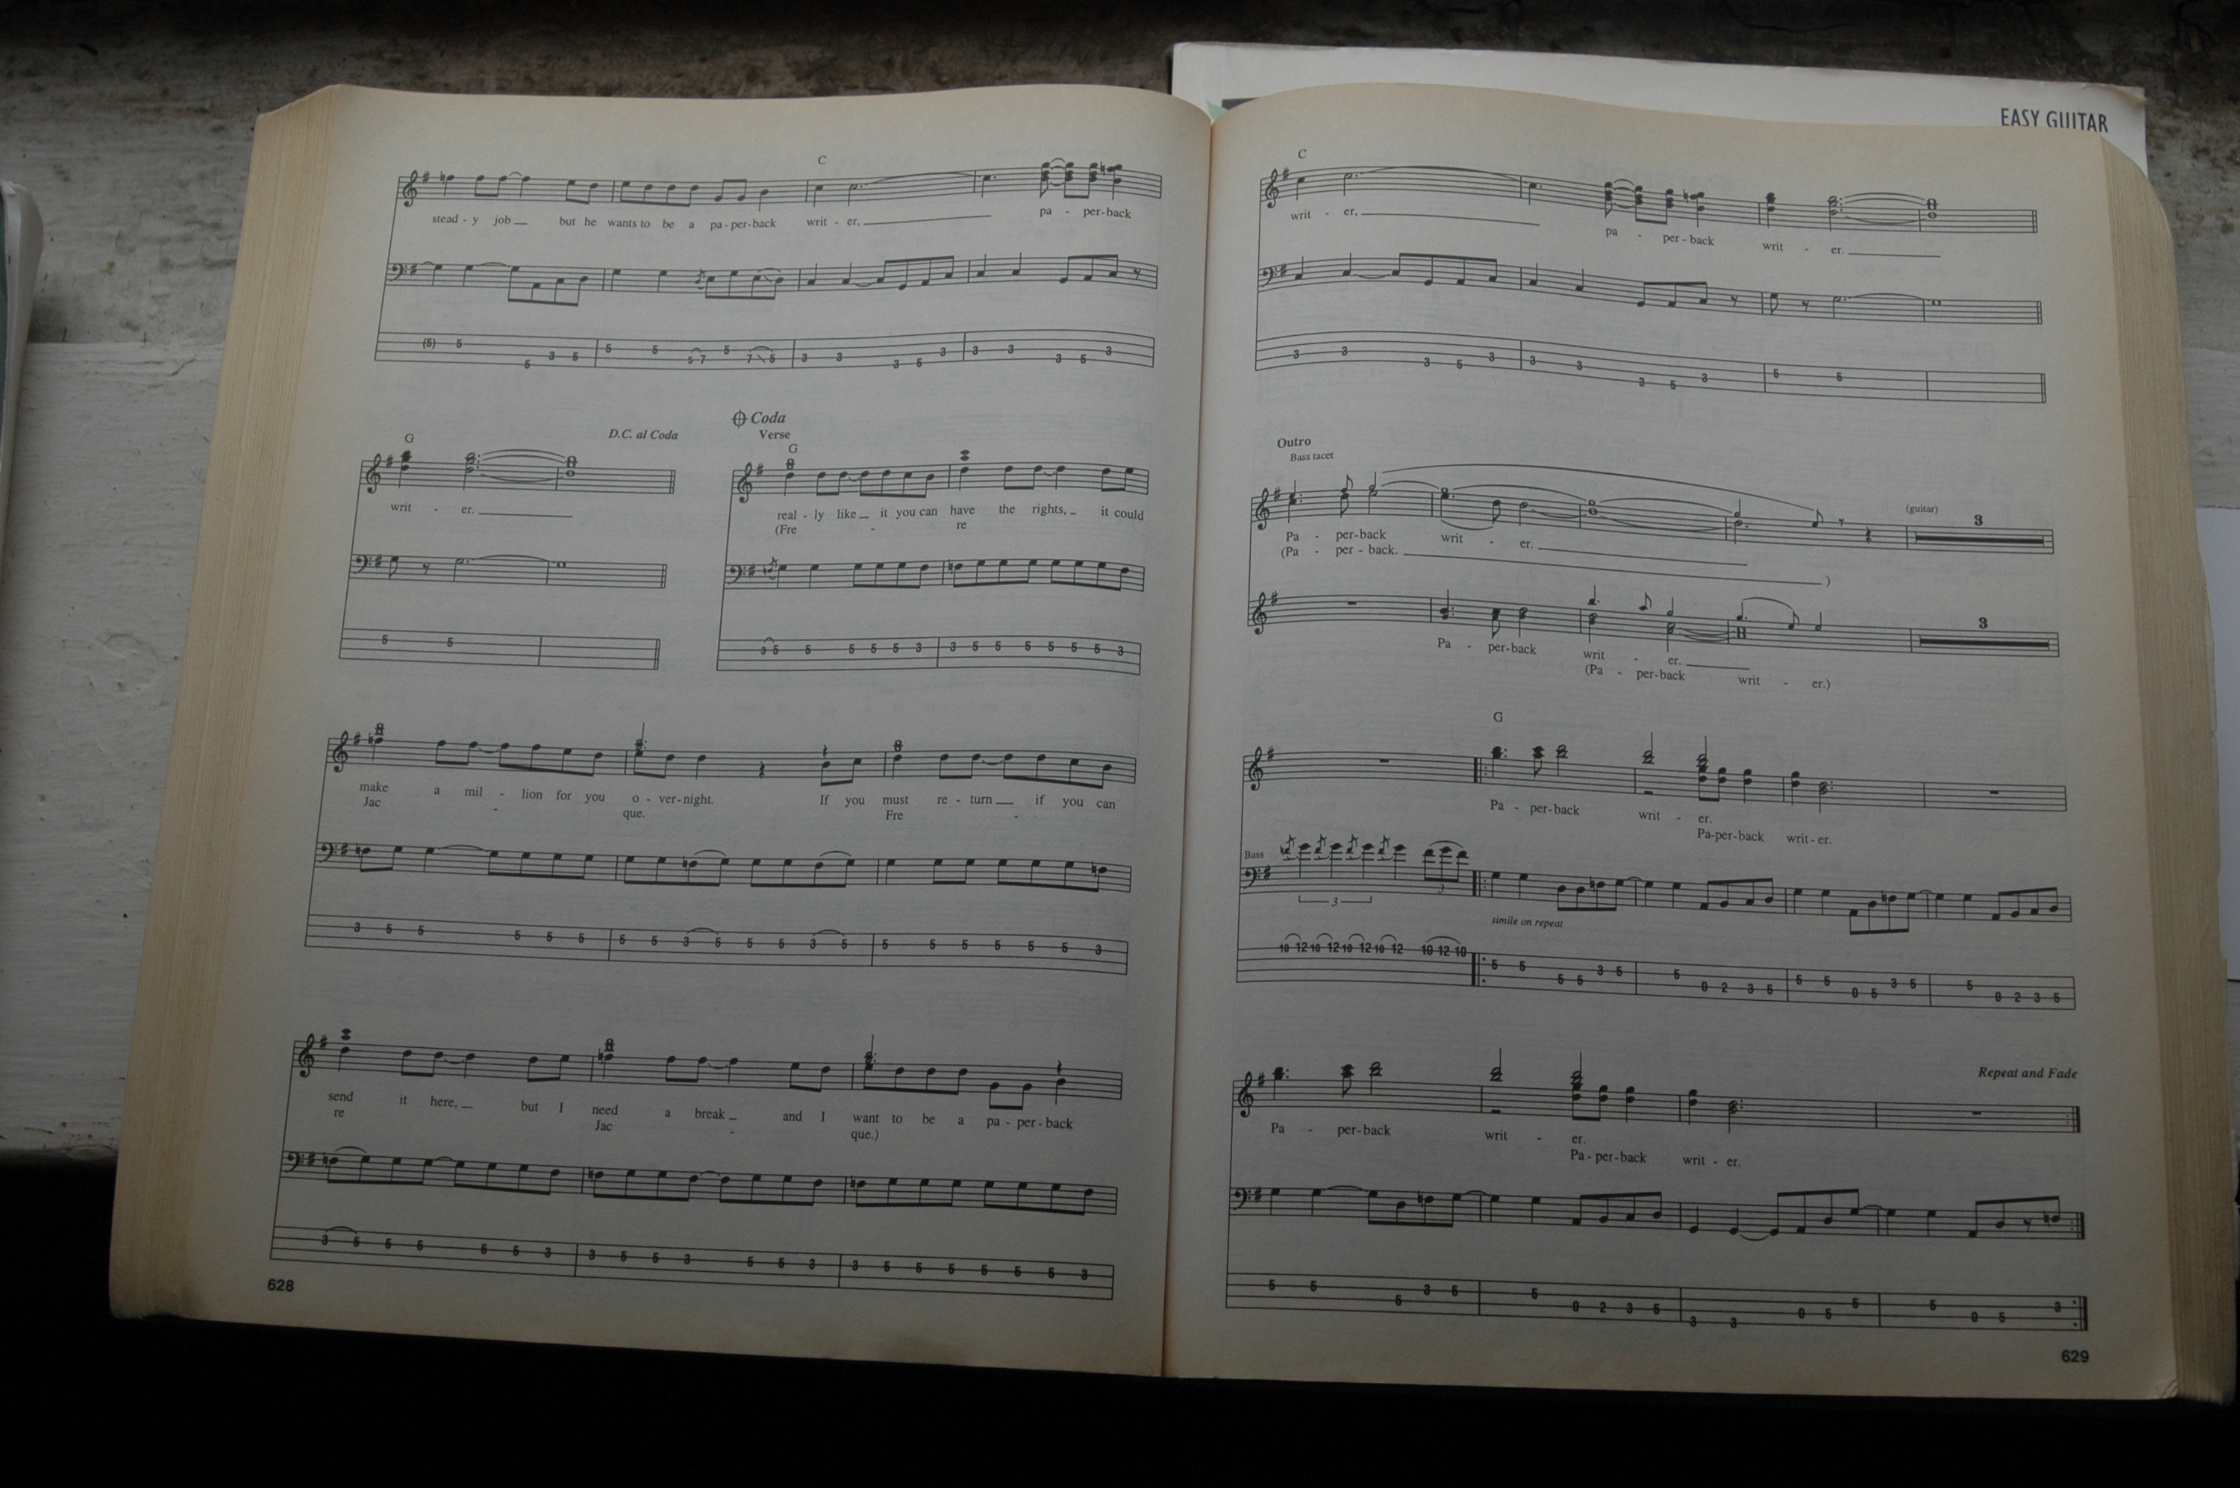 EASY GUITAR
C
stead - y job but he wants to be a pa - per - back writ - er, pa - per - back
(5) 5 5 3 5 5 5 5 7 5 7 5 3 3 3 5 3 3 3 3 5 3
D.C. al Coda
G
writ - er.
5 5
Coda
Verse
G
real - ly like it you can have the rights, it could
(Fre - re
3 5 5 5 5 5 3 3 5 5 5 5 5 5 3
make a mil - lion for you o - ver - night. If you must re - turn if you can
Jac - que. Fre -
3 5 5 5 5 5 5 5 3 5 5 5 3 5 5 5 5 5 5 5 3
send it here, but I need a break and I want to be a pa - per - back
re Jac - que.)
3 5 5 5 5 5 3 3 5 5 3 5 5 3 3 5 5 5 5 5 5 3
628
C
writ - er, pa - per - back writ - er.
3 3 3 5 3 3 3 3 5 3 5 5
Outro
Bass tacet
(guitar)
3
Pa - per-back writ - er.
(Pa - per - back. )
3
Pa - per-back writ - er.
(Pa - per-back writ - er.)
G
Pa - per-back writ - er.
Pa-per-back writ-er.
Bass
3
3
simile on repeat
10 12 10 12 10 12 10 12 10 12 10 5 5 5 5 3 5 5 0 2 3 5 5 5 0 5 3 5 5 0 2 3 5
Repeat and Fade
Pa - per-back writ - er.
Pa - per-back writ - er.
5 5 5 3 5 5 0 2 3 5 3 3 0 5 5 5 0 5 3
629